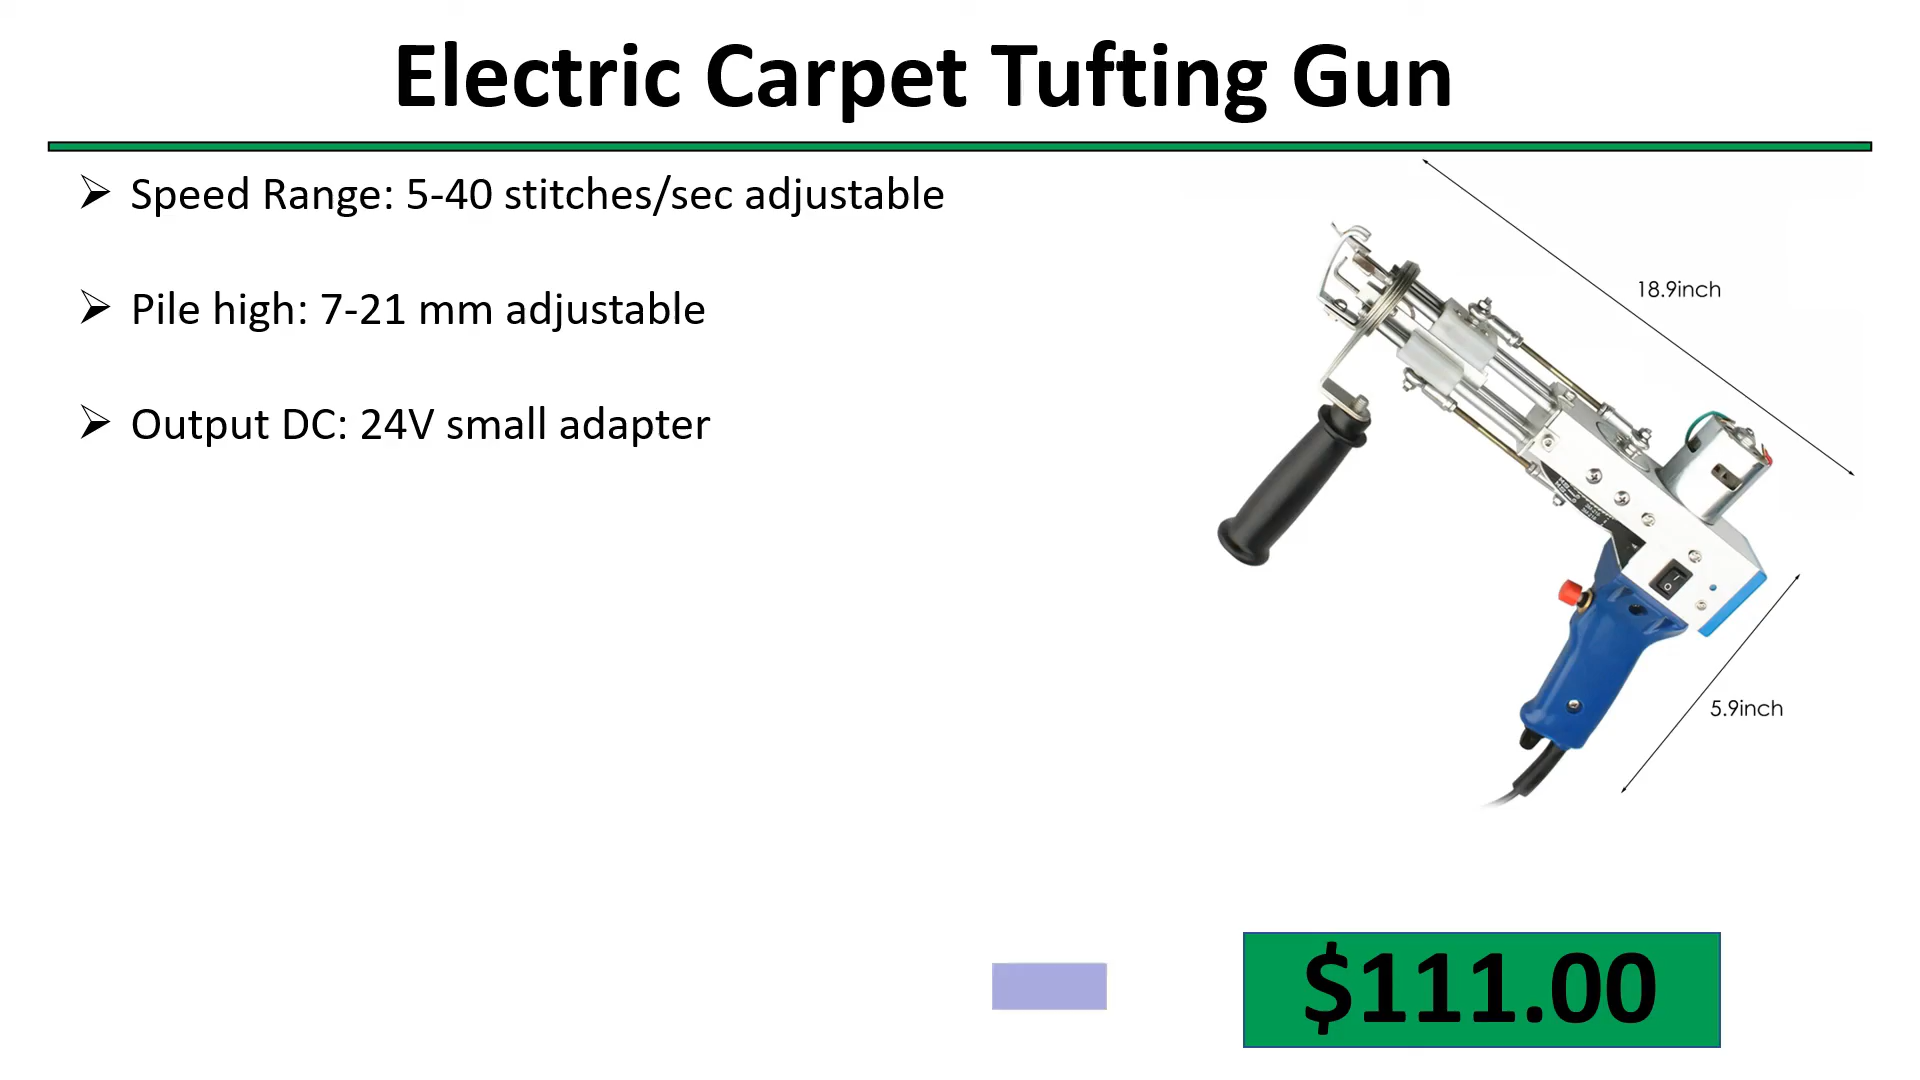 Electric Carpet Tufting Gun
Speed Range: 5-40 stitches/sec adjustable
Pile high: 7-21 mm adjustable
Output DC: 24V small adapter
18.9inch
5.9inch
$111.00